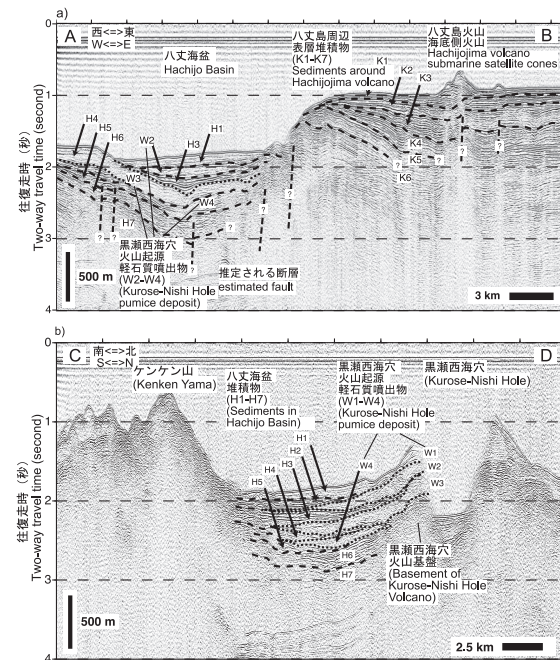 a)
0
A
西<=>東
W<=>E
八丈海盆
Hachijo Basin
八丈島周辺
表層堆積物
(K1-K7)
Sediments around
Hachijojima volcano
八丈島火山
海底側火山
Hachijojima volcano
submarine satellite cones
B
K1
K2
K3
1
H4
H5
H6
W2
H3
H1
K4
K5
K6
?
?
?
2
W3
W4
H7
?
?
?
?
?
?
3
黒瀬西海穴
火山起源
軽石質噴出物
(W2-W4)
(Kurose-Nishi Hole
pumice deposit)
推定される断層
estimated fault
500 m
3 km
4
往復走時（秒）
Two-way travel time (second)
b)
0
C
南<=>北
S<=>N
ケンケン山
(Kenken Yama)
八丈海盆
堆積物
(H1-H7)
(Sediments in
Hachijo Basin)
黒瀬西海穴
火山起源
軽石質噴出物
(W1-W4)
(Kurose-Nishi Hole
pumice deposit)
黒瀬西海穴
(Kurose-Nishi Hole)
D
1
H1
H2
H3
H4
H5
W4
W1
W2
W3
2
H6
H7
黒瀬西海穴
火山基盤
(Basement of
Kurose-Nishi Hole
Volcano)
3
500 m
2.5 km
4
往復走時（秒）
Two-way travel time (second)